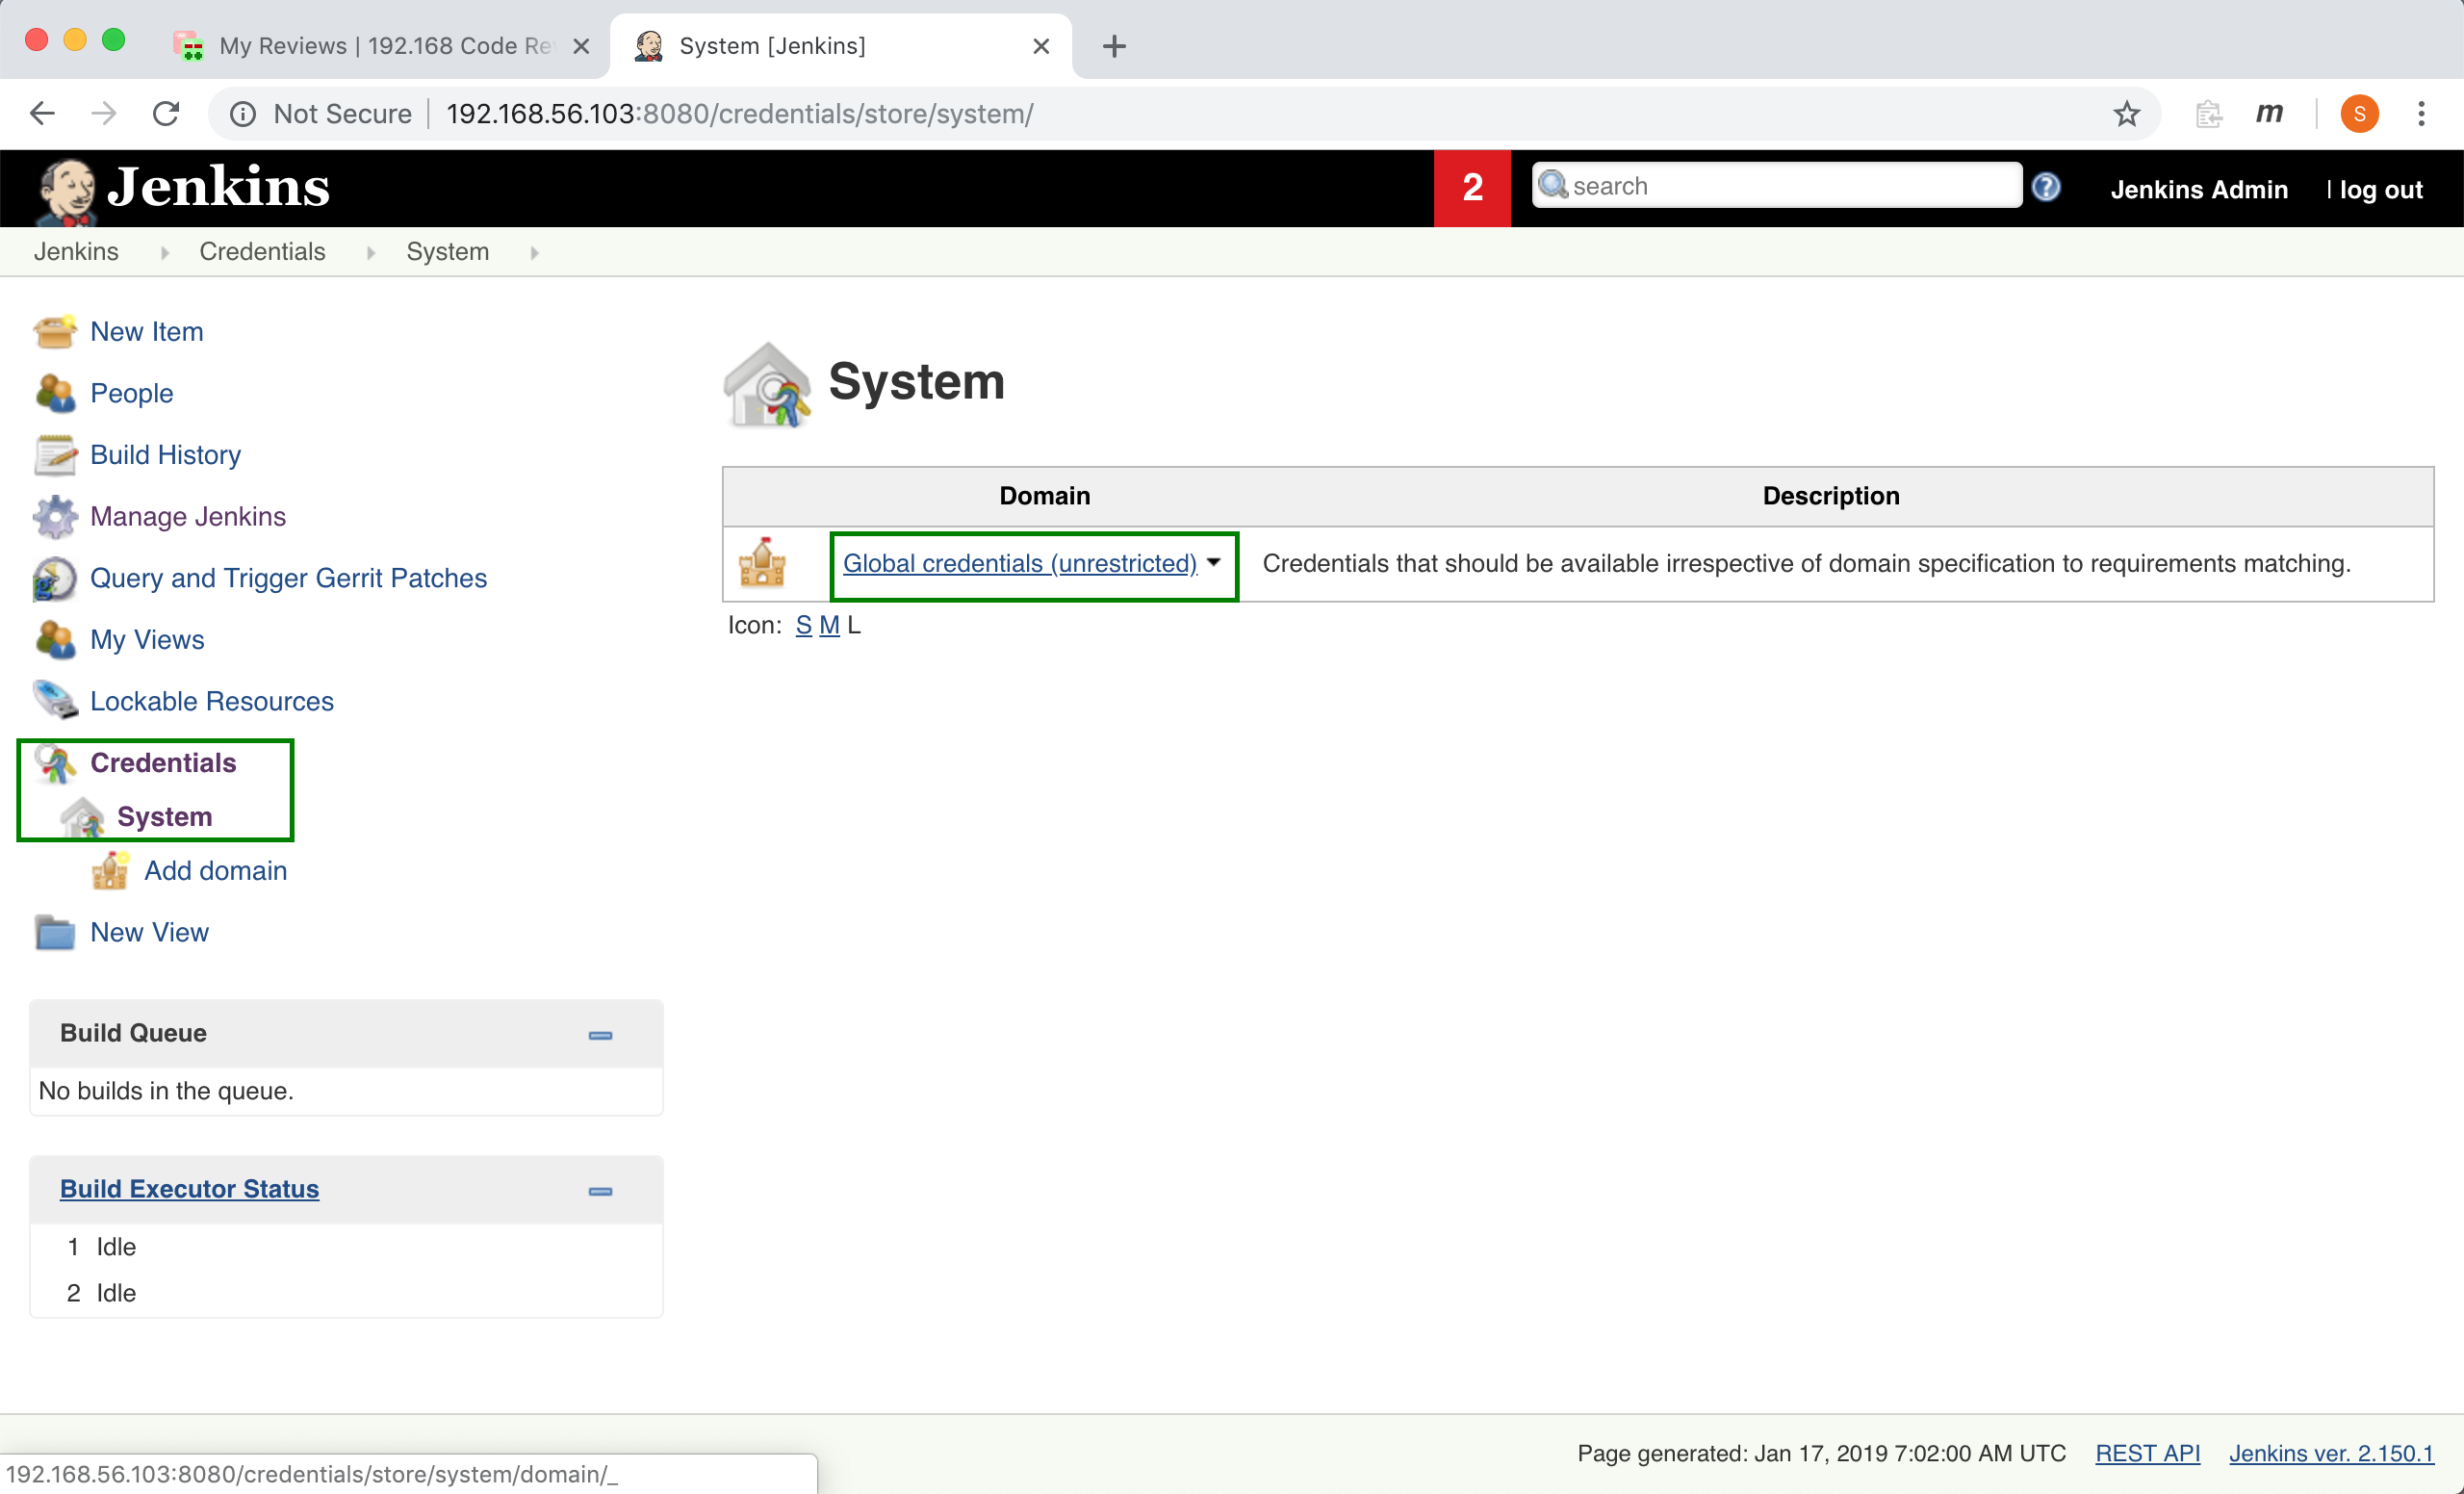 My Reviews | 192.168 Code Re
System [Jenkins]
Not Secure | 192.168.56.103:8080/credentials/store/system/
m
S
Jenkins
2
search
Jenkins Admin
| log out
Jenkins
Credentials
System
New Item
People
Build History
Manage Jenkins
Query and Trigger Gerrit Patches
My Views
Lockable Resources
Credentials
System
Add domain
New View
Build Queue
No builds in the queue.
Build Executor Status
1 Idle
2 Idle
System
Domain Description
Global credentials (unrestricted) Credentials that should be available irrespective of domain specification to requirements matching.
Icon: S M L
Page generated: Jan 17, 2019 7:02:00 AM UTC REST API Jenkins ver. 2.150.1
192.168.56.103:8080/credentials/store/system/domain/_